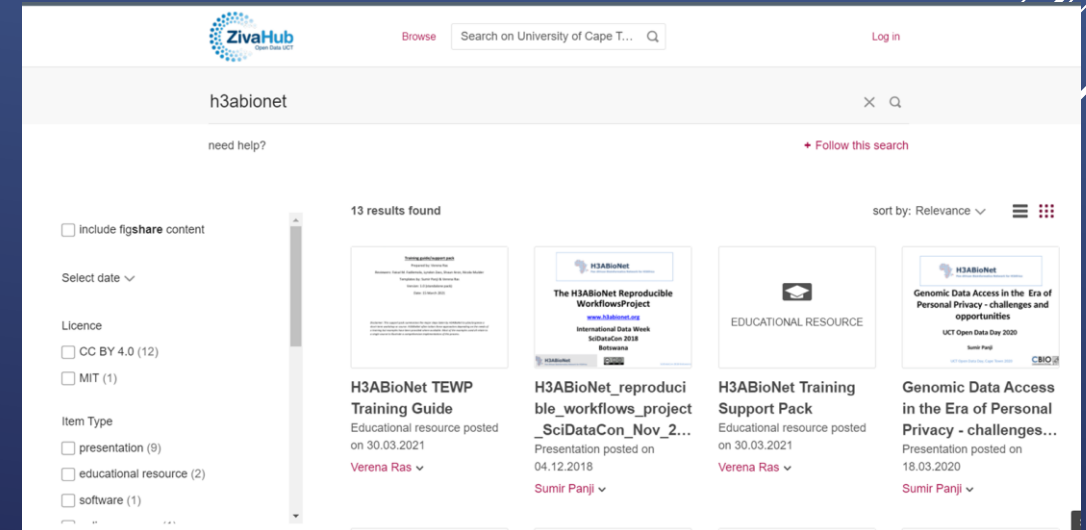 ZivaHub
Open Data UCT
Browse
Search on University of Cape T...
Log in
h3abionet
need help?
+ Follow this search
13 results found
sort by: Relevance
include figshare content
Select date
Licence
CC BY 4.0 (12)
MIT (1)
Item Type
presentation (9)
educational resource (2)
software (1)
Training guide/support pack
H3ABioNet
The H3ABioNet Reproducible
WorkflowsProject
www.h3abionet.org
International Data Week
SciDataCon 2018
Botswana
H3ABioNet
EDUCATIONAL RESOURCE
H3ABioNet
Genomic Data Access in the Era of
Personal Privacy - challenges and
opportunities
UCT Open Data Day 2020
Sumir Panji
CBIO
H3ABioNet TEWP
Training Guide
Educational resource posted
on 30.03.2021
Verena Ras
H3ABioNet_reproduci
ble_workflows_project
_SciDataCon_Nov_2...
Presentation posted on
04.12.2018
Sumir Panji
H3ABioNet Training
Support Pack
Educational resource posted
on 30.03.2021
Verena Ras
Genomic Data Access
in the Era of Personal
Privacy - challenges...
Presentation posted on
18.03.2020
Sumir Panji